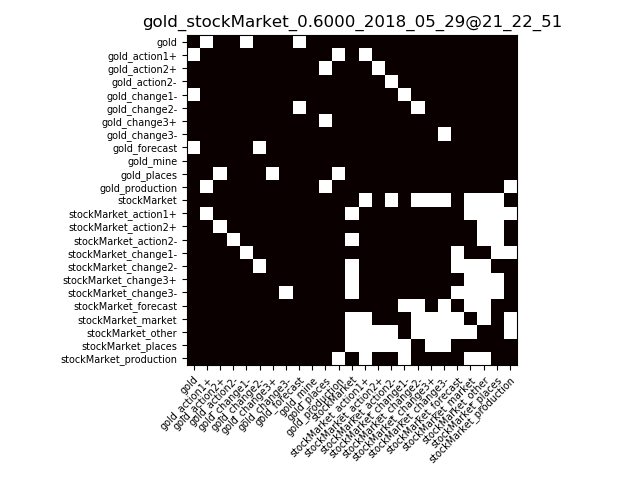 gold_stockMarket_0.6000_2018_05_29@21_22_51
gold
gold_action1+
gold_action2+
gold_action2-
gold_change1-
gold_change2-
gold_change3+
gold_change3-
gold_forecast
gold_mine
gold_places
gold_production
stockMarket
stockMarket_action1+
stockMarket_action2+
stockMarket_action2-
stockMarket_change1-
stockMarket_change2-
stockMarket_change3+
stockMarket_change3-
stockMarket_forecast
stockMarket_market
stockMarket_other
stockMarket_places
stockMarket_production
gold
gold_action1+
gold_action2+
gold_action2-
gold_change1-
gold_change2-
gold_change3+
gold_change3-
gold_forecast
gold_mine
gold_places
gold_production
stockMarket
stockMarket_action1+
stockMarket_action2+
stockMarket_action2-
stockMarket_change1-
stockMarket_change2-
stockMarket_change3+
stockMarket_change3-
stockMarket_forecast
stockMarket_market
stockMarket_other
stockMarket_places
stockMarket_production